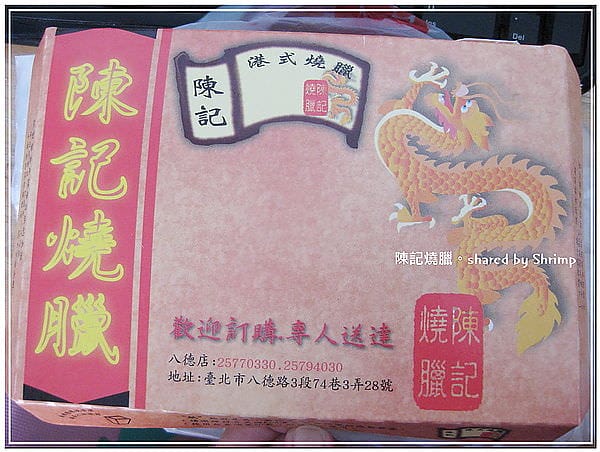 陳記燒臘
港式燒臘
陳記
陳記
燒臘
陳記燒臘。shared by Shrimp
歡迎訂購.專人送達
八德店:25770330.25794030
地址:臺北市八德路3段74巷3弄28號
陳記
燒臘
Del